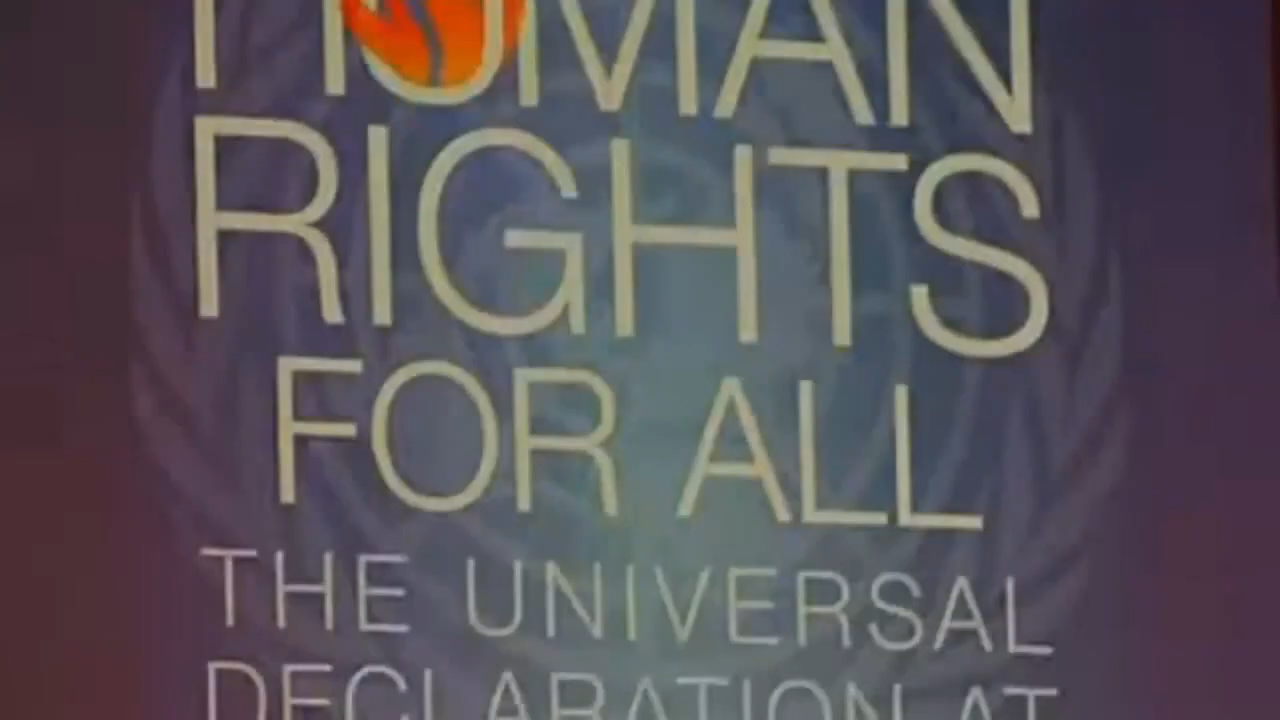 HUMAN
RIGHTS
FOR ALL
THE UNIVERSAL
DECLARATION AT